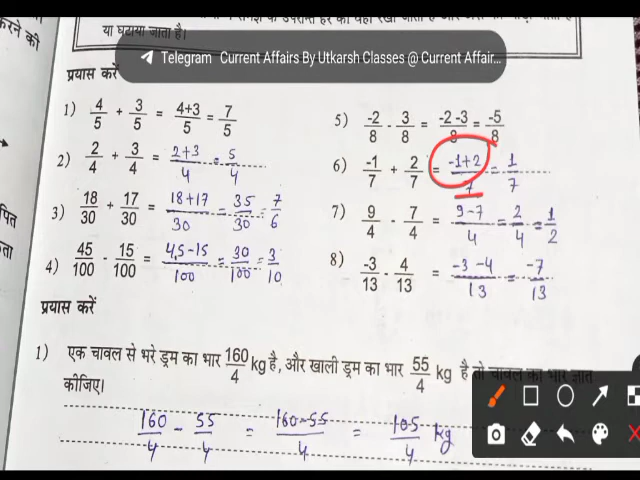 करने की
या घटाया जाता है।
Telegram Current Affairs By Utkarsh Classes @ Current Affair...
प्रयास करें
1) 4/5 + 3/5 = 4+3/5 = 7/5
2) 2/4 + 3/4 = 2+3/4 = 5/4
3) 18/30 + 17/30 = 18+17/30 = 35/30 = 7/6
4) 45/100 - 15/100 = 45-15/100 = 30/100 = 3/10
5) -2/8 - 3/8 = -2-3/8 = -5/8
6) -1/7 + 2/7 = -1+2/7 = 1/7
7) 9/4 - 7/4 = 9-7/4 = 2/4 = 1/2
8) -3/13 - 4/13 = -3-4/13 = -7/13
प्रयास करें
1) एक चावल से भरे ड्रम का भार 160/4 kg है, और खाली ड्रम का भार 55/4 kg है तो चावल का भार ज्ञात
कीजिए।
160/4 - 55/4 = 160-55/4 = 105/4 kg